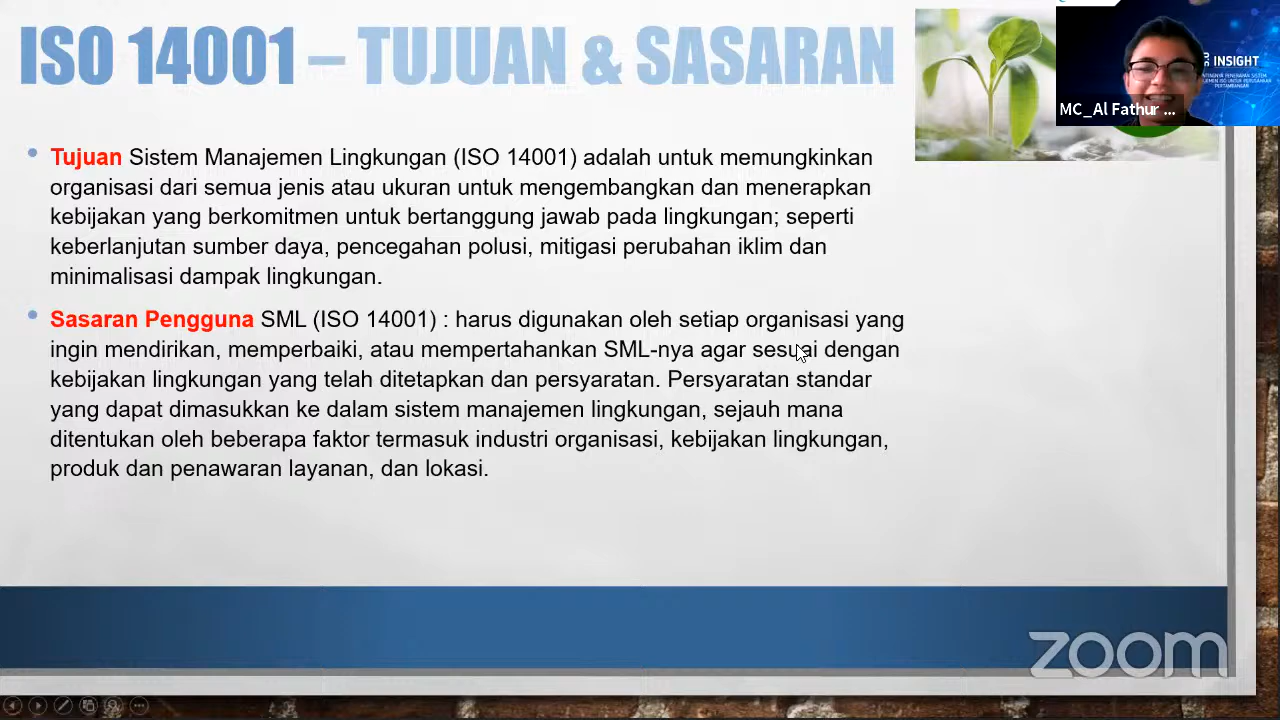 ISO 14001 – TUJUAN & SASARAN
INSIGHT
MC_Al Fathur ...
• Tujuan Sistem Manajemen Lingkungan (ISO 14001) adalah untuk memungkinkan
organisasi dari semua jenis atau ukuran untuk mengembangkan dan menerapkan
kebijakan yang berkomitmen untuk bertanggung jawab pada lingkungan; seperti
keberlanjutan sumber daya, pencegahan polusi, mitigasi perubahan iklim dan
minimalisasi dampak lingkungan.
• Sasaran Pengguna SML (ISO 14001) : harus digunakan oleh setiap organisasi yang
ingin mendirikan, memperbaiki, atau mempertahankan SML-nya agar sesuai dengan
kebijakan lingkungan yang telah ditetapkan dan persyaratan. Persyaratan standar
yang dapat dimasukkan ke dalam sistem manajemen lingkungan, sejauh mana
ditentukan oleh beberapa faktor termasuk industri organisasi, kebijakan lingkungan,
produk dan penawaran layanan, dan lokasi.
zoom